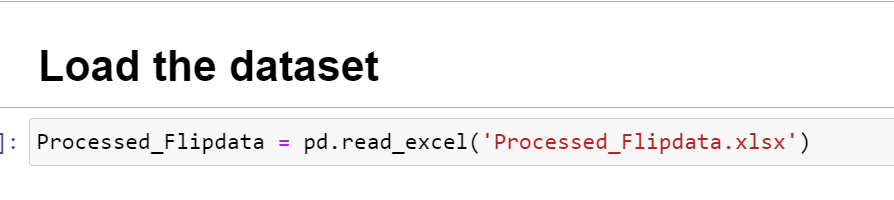 Load the dataset
]: Processed_Flipdata = pd.read_excel('Processed_Flipdata.xlsx')